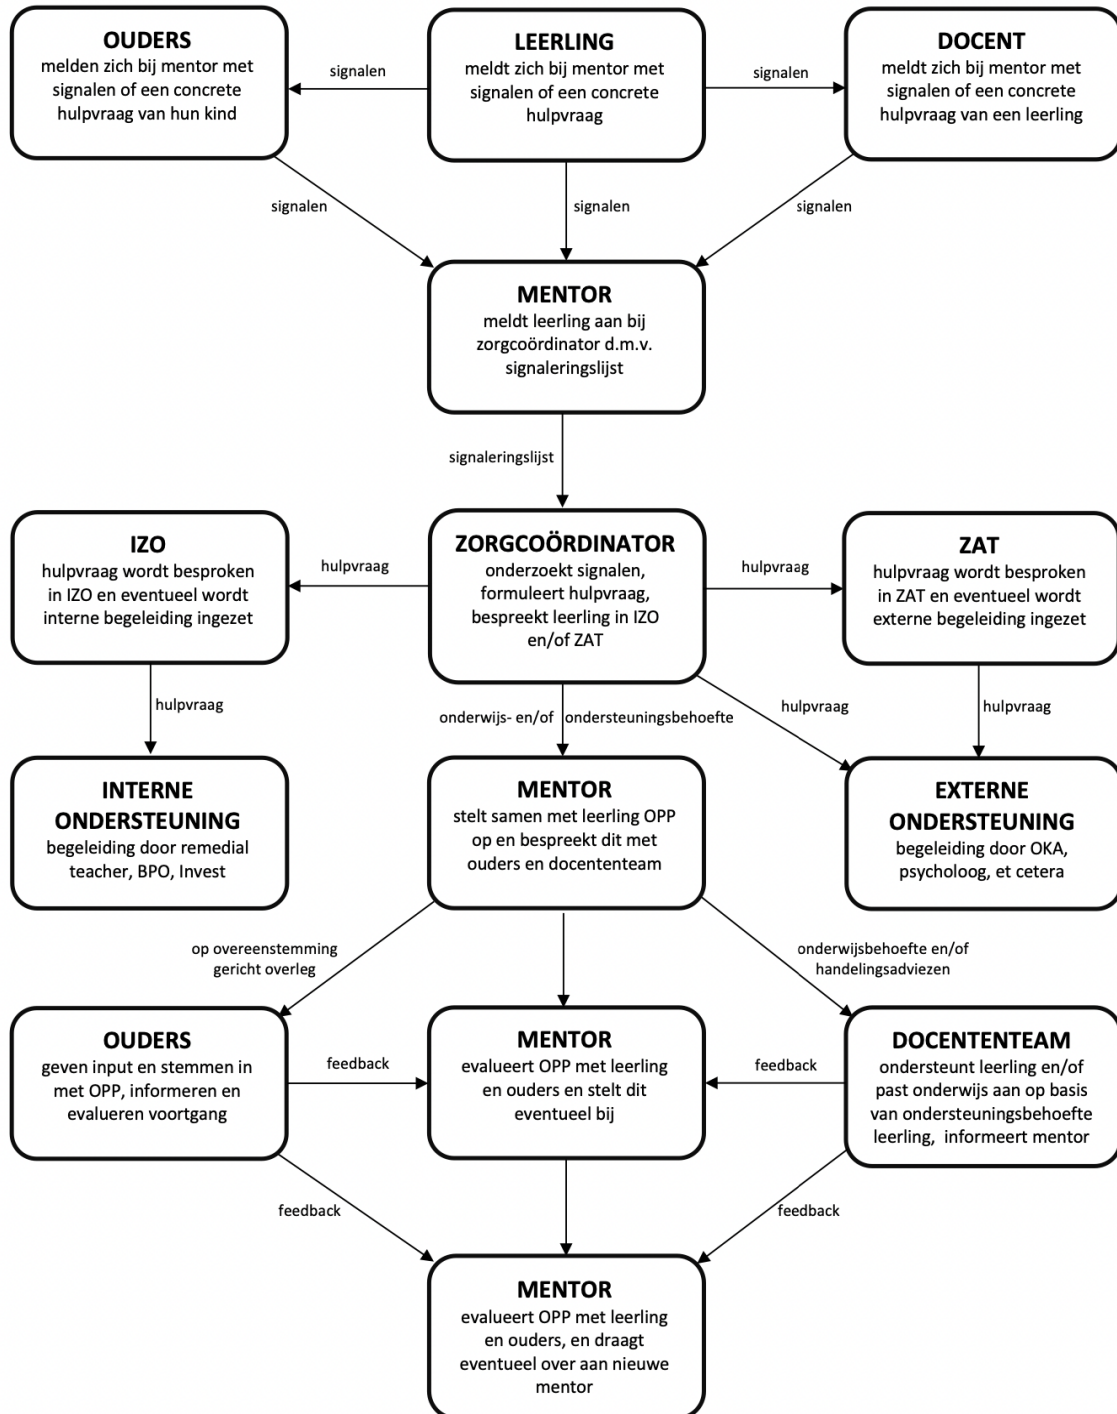 OUDERS
melden zich bij mentor met
signalen of een concrete
hulpvraag van hun kind
signalen
LEERLING
meldt zich bij mentor met
signalen of een concrete
hulpvraag
signalen
DOCENT
meldt zich bij mentor met
signalen of een concrete
hulpvraag van een leerling
signalen
signalen
signalen
MENTOR
meldt leerling aan bij
zorgcoördinator d.m.v.
signaleringslijst
signaleringslijst
IZO
hulpvraag wordt besproken
in IZO en eventueel wordt
interne begeleiding ingezet
hulpvraag
ZORGCOÖRDINATOR
onderzoekt signalen,
formuleert hulpvraag,
bespreekt leerling in IZO
en/of ZAT
hulpvraag
ZAT
hulpvraag wordt besproken
in ZAT en eventueel wordt
externe begeleiding ingezet
hulpvraag
onderwijs- en/of ondersteuningsbehoefte
hulpvraag
hulpvraag
INTERNE
ONDERSTEUNING
begeleiding door remedial
teacher, BPO, Invest
MENTOR
stelt samen met leerling OPP
op en bespreekt dit met
ouders en docententeam
EXTERNE
ONDERSTEUNING
begeleiding door OKA,
psycholoog, et cetera
op overeenstemming
gericht overleg
onderwijsbehoefte en/of
handelingsadviezen
OUDERS
geven input en stemmen in
met OPP, informeren en
evalueren voortgang
feedback
MENTOR
evalueert OPP met leerling
en ouders en stelt dit
eventueel bij
feedback
DOCENTENTEAM
ondersteunt leerling en/of
past onderwijs aan op basis
van ondersteuningsbehoefte
leerling, informeert mentor
feedback
feedback
MENTOR
evalueert OPP met leerling
en ouders, en draagt
eventueel over aan nieuwe
mentor